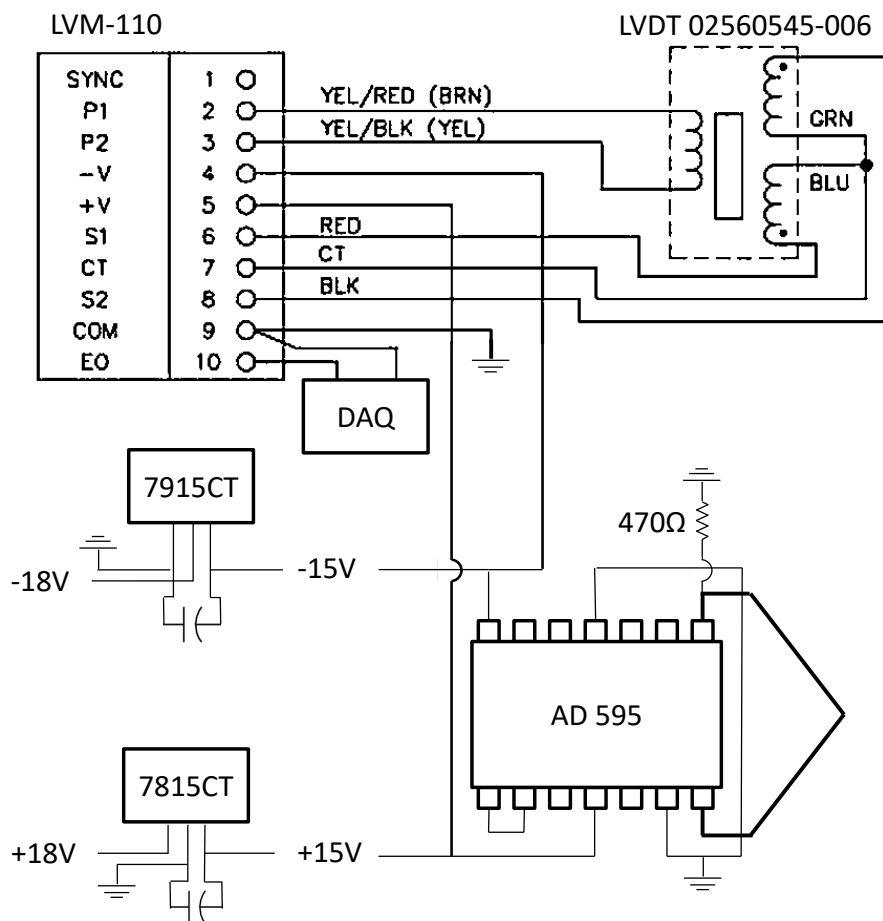 LVM-110
LVDT 02560545-006
SYNC 1
P1 2 YEL/RED (BRN)
P2 3 YEL/BLK (YEL)
-V 4
+V 5
S1 6 RED
CT 7 CT
S2 8 BLK
COM 9
EO 10
GRN
BLU
DAQ
7915CT
470Ω
-18V
-15V
AD 595
7815CT
+18V
+15V